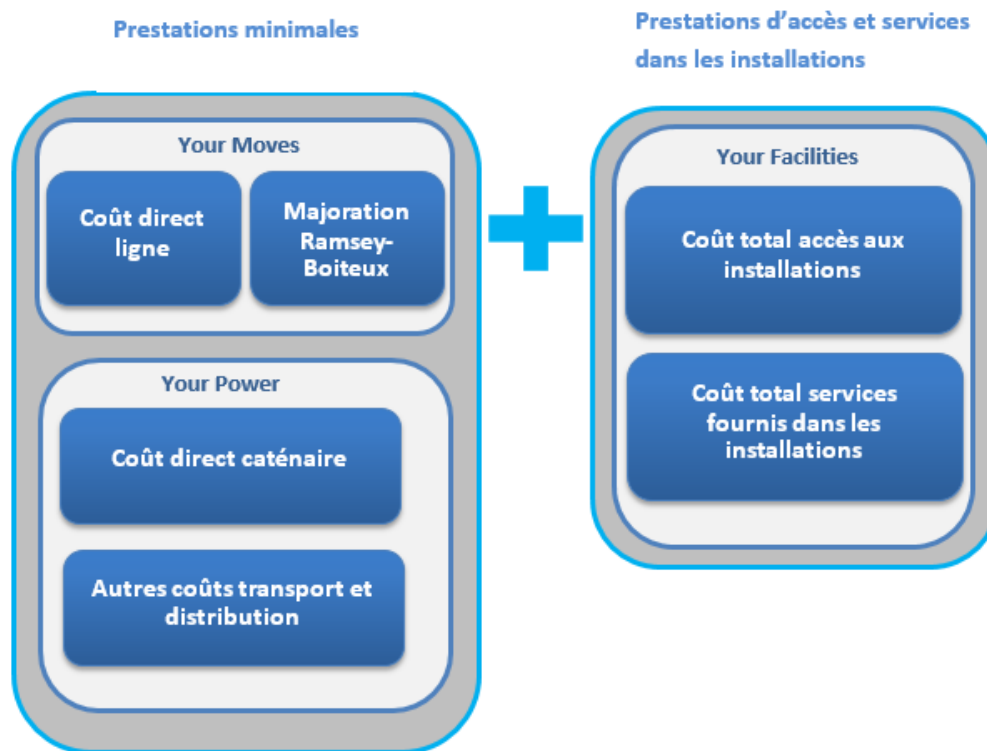 Prestations minimales
Prestations d'accès et services
dans les installations
Your Moves
Coût direct
ligne
Majoration
Ramsey-
Boiteux
Your Power
Coût direct caténaire
Autres coûts transport et
distribution
Your Facilities
Coût total accès aux
installations
Coût total services
fournis dans les
installations